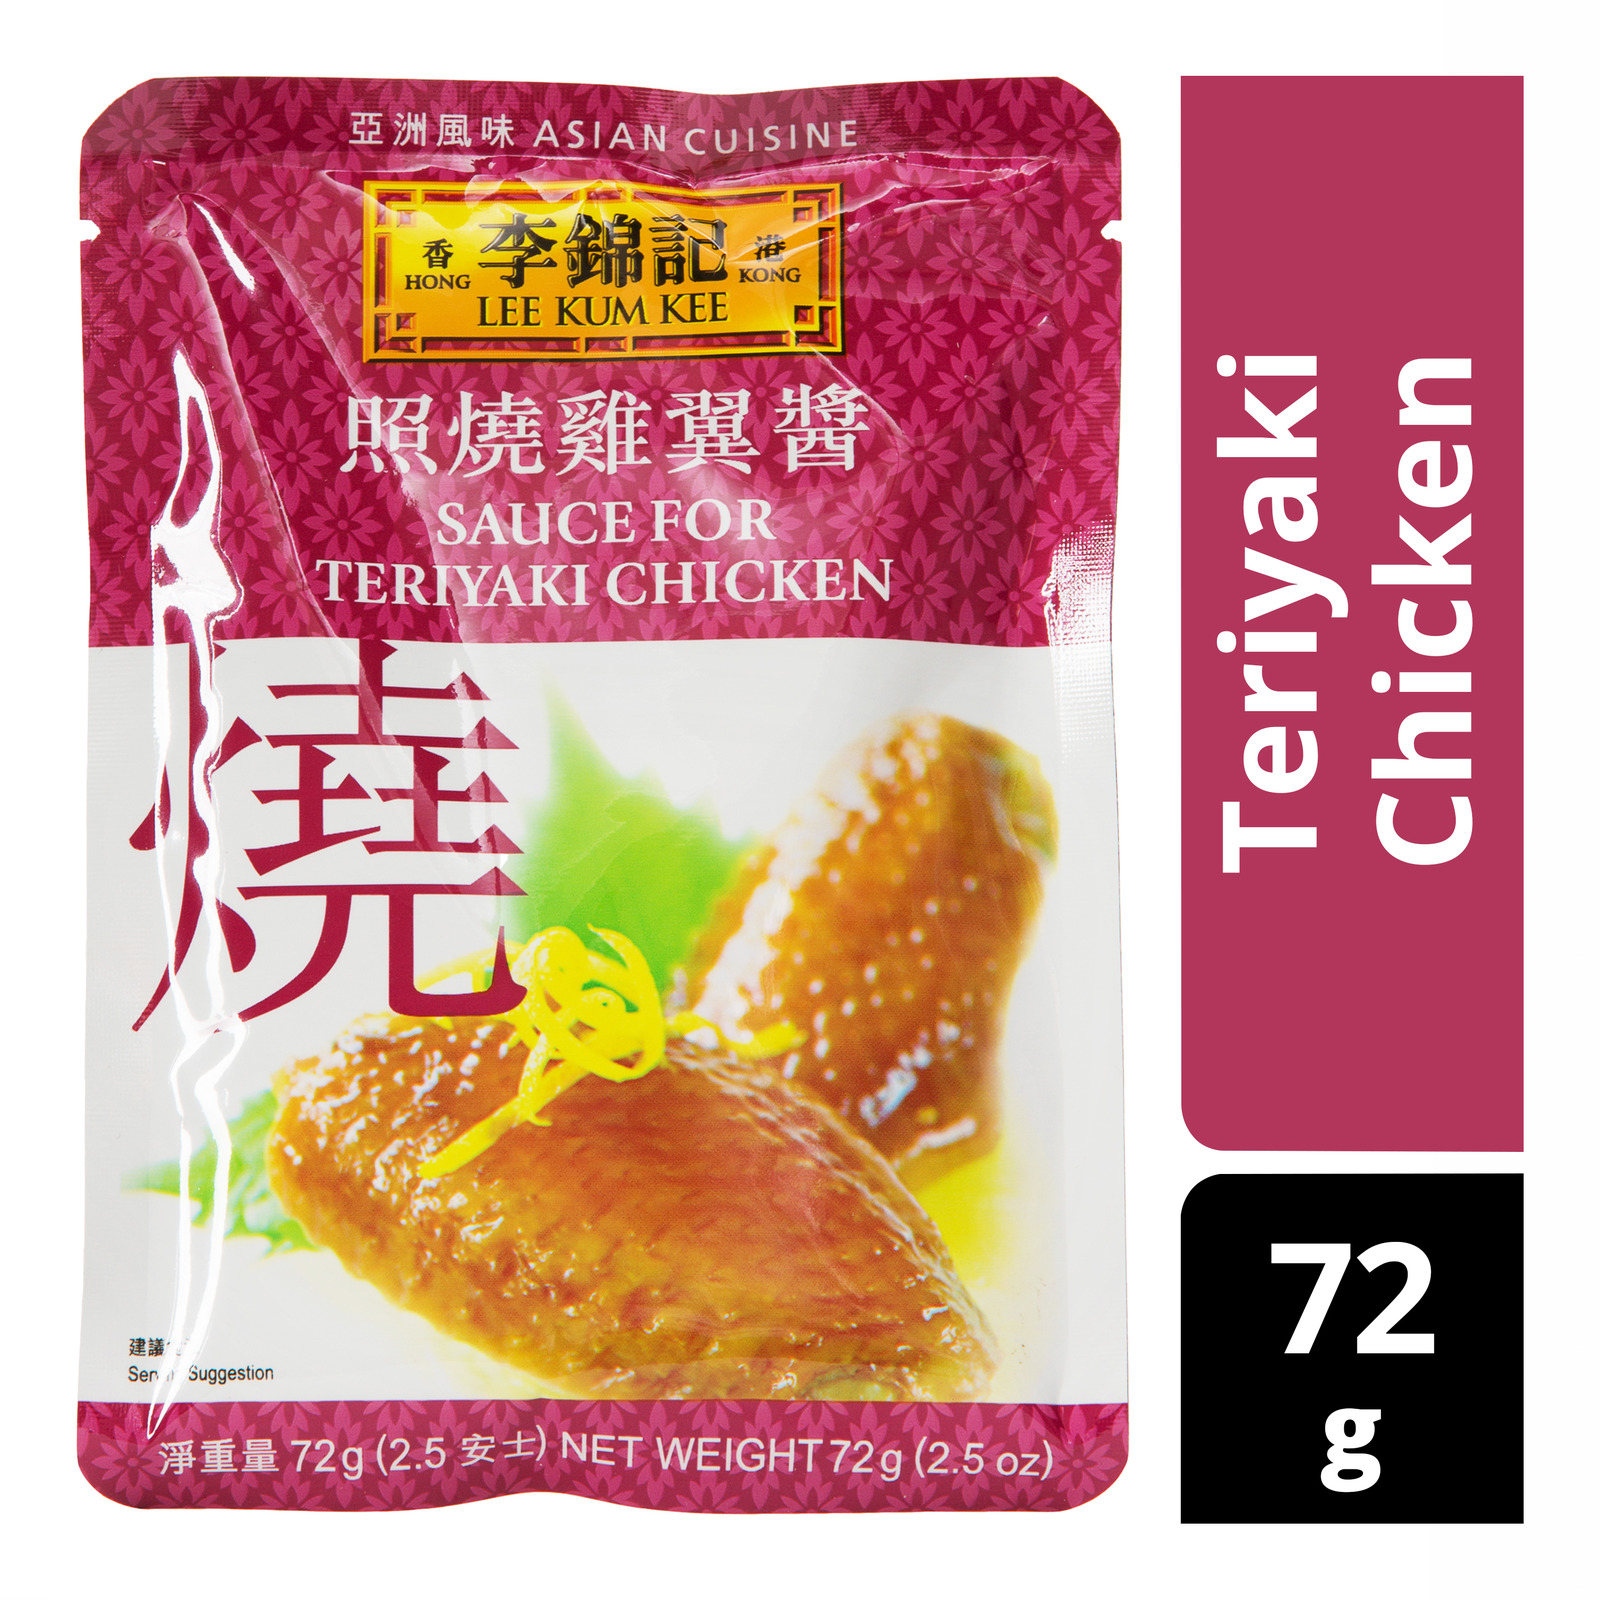 亞洲風味 ASIAN CUISINE
香 李錦記 港
HONG KONG
LEE KUM KEE
照燒雞翼醬
SAUCE FOR
TERIYAKI CHICKEN
燒
建議
Suggestion
淨重量 72g (2.5 安士) NET WEIGHT 72g (2.5 oz)
Teriyaki
Chicken
72
g